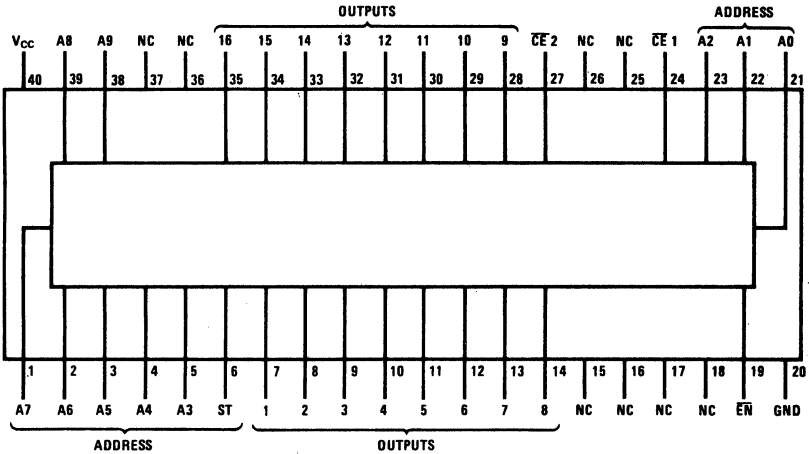 OUTPUTS ADDRESS
VCC A8 A9 NC NC 16 15 14 13 12 11 10 9 C̅E̅ 2 NC NC C̅E̅ 1 A2 A1 A0
40 39 38 37 36 35 34 33 32 31 30 29 28 27 26 25 24 23 22 21
1 2 3 4 5 6 7 8 9 10 11 12 13 14 15 16 17 18 19 20
A7 A6 A5 A4 A3 ST 1 2 3 4 5 6 7 8 NC NC NC NC E̅N̅ GND
ADDRESS OUTPUTS